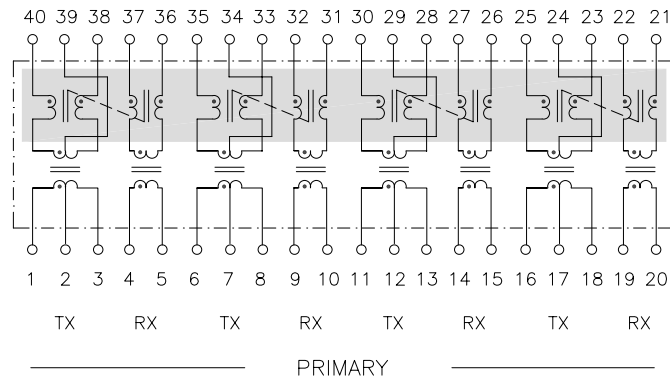 40 39 38 37 36 35 34 33 32 31 30 29 28 27 26 25 24 23 22 21
1 2 3 4 5 6 7 8 9 10 11 12 13 14 15 16 17 18 19 20
TX RX TX RX TX RX TX RX
PRIMARY